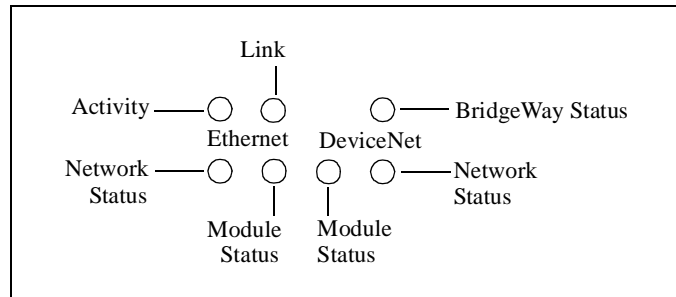 Link
Activity
BridgeWay Status
Ethernet
DeviceNet
Network
Status
Network
Status
Module
Status
Module
Status